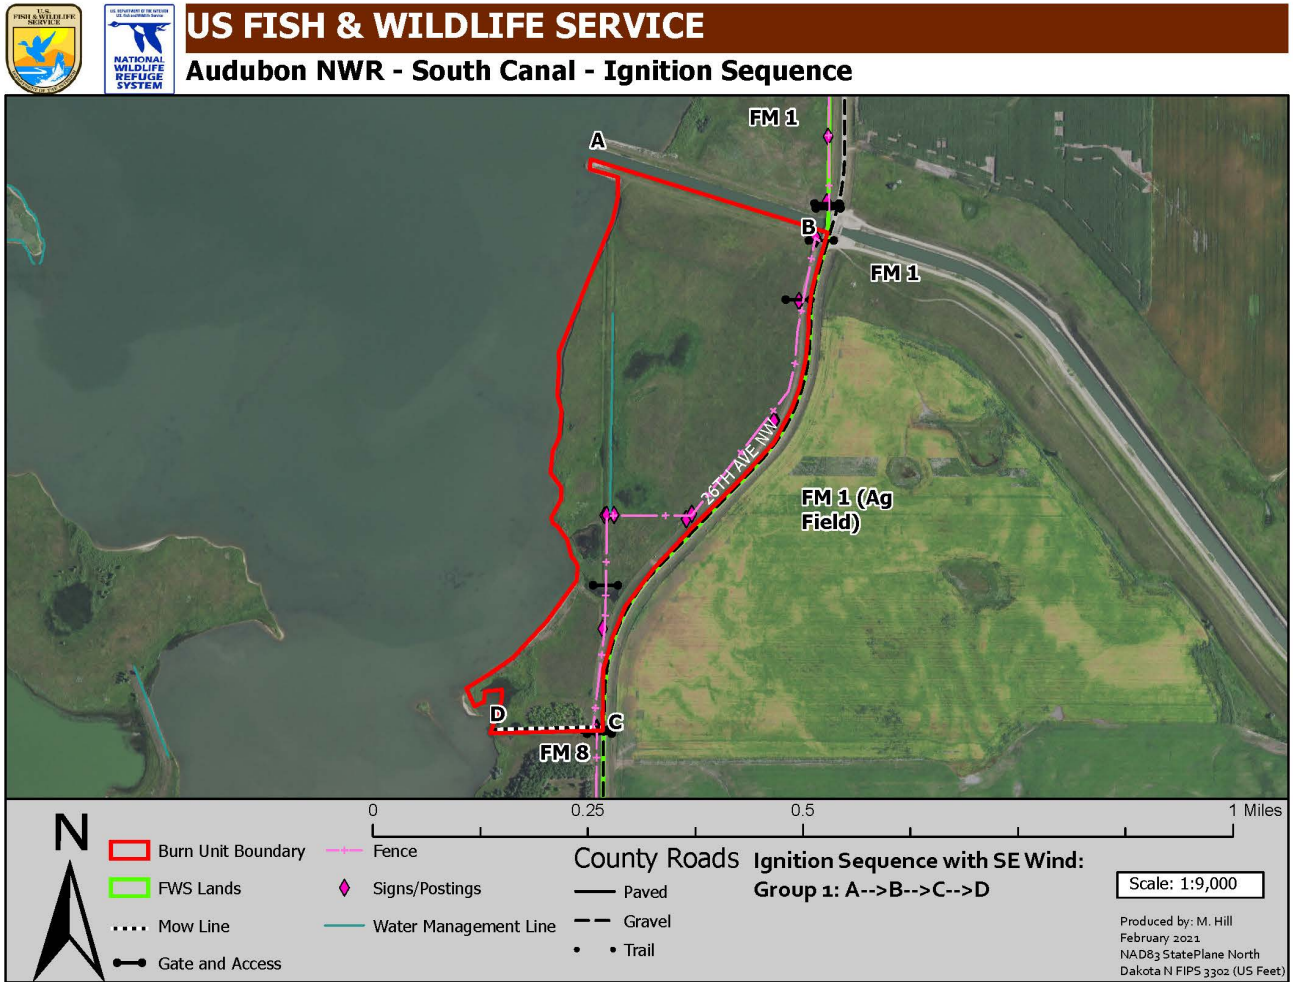 U.S.
FISH & WILDLIFE
SERVICE
U.S. DEPARTMENT OF THE INTERIOR
NATIONAL
WILDLIFE
REFUGE
SYSTEM
US FISH & WILDLIFE SERVICE
Audubon NWR - South Canal - Ignition Sequence
FM 1
A
B
FM 1
26TH AVE NW
FM 1 (Ag
Field)
D
C
FM 8
0
0.25
0.5
1 Miles
N
Burn Unit Boundary
FWS Lands
Mow Line
Gate and Access
Fence
Signs/Postings
Water Management Line
County Roads
Paved
Gravel
Trail
Ignition Sequence with SE Wind:
Group 1: A-->B-->C-->D
Scale: 1:9,000
Produced by: M. Hill
February 2021
NAD83 StatePlane North
Dakota N FIPS 3302 (US Feet)